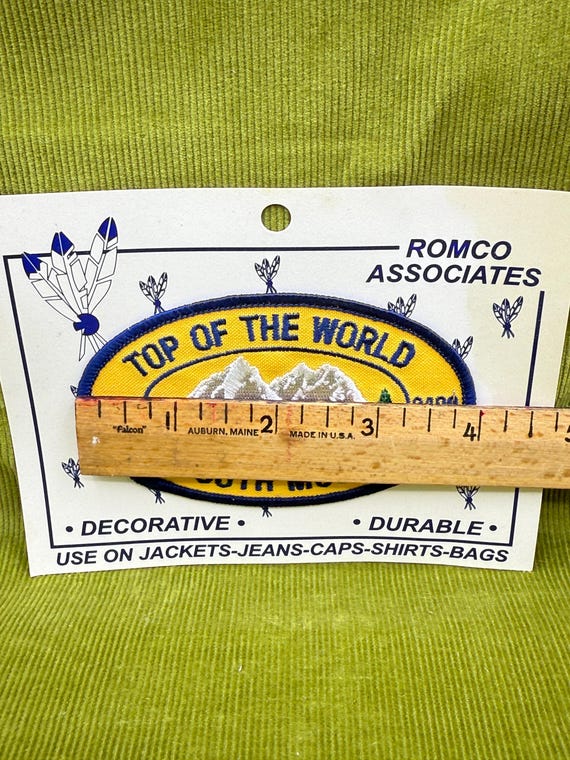 ROMCO
ASSOCIATES
TOP OF THE WORLD
1 2 3 4 5
"Falcon" AUBURN, MAINE MADE IN U.S.A.
• DECORATIVE • • DURABLE •
USE ON JACKETS-JEANS-CAPS-SHIRTS-BAGS